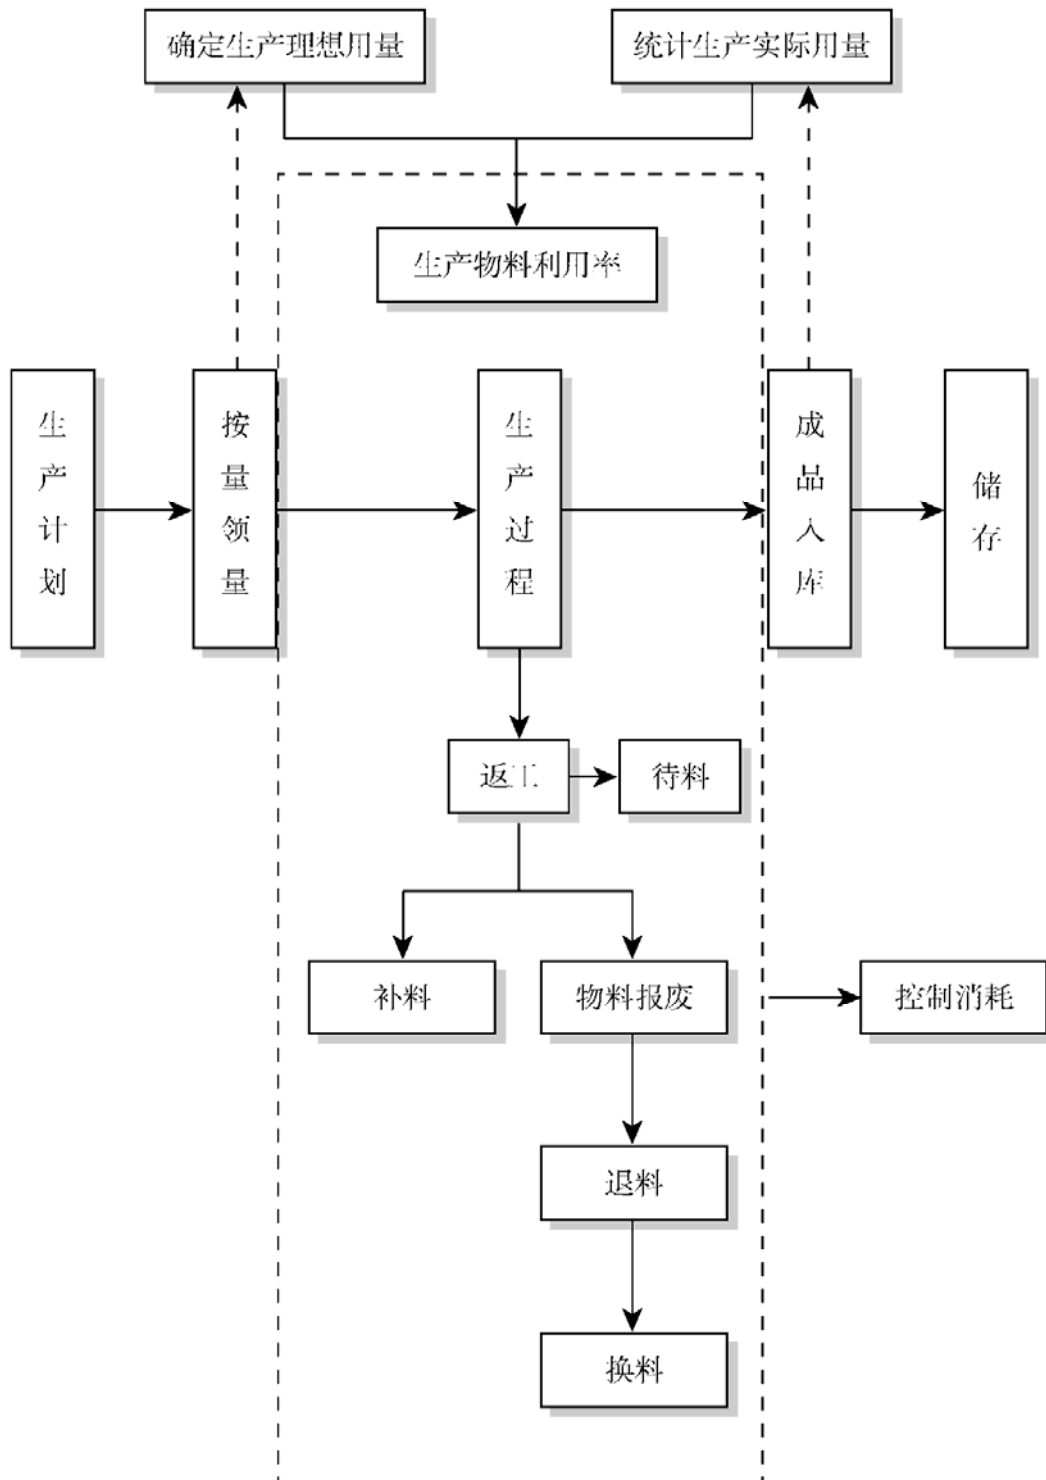 确定生产理想用量
统计生产实际用量
生产物料利用率
生产计划
按量领量
生产过程
成品入库
储存
返工
待料
补料
物料报废
控制消耗
退料
换料